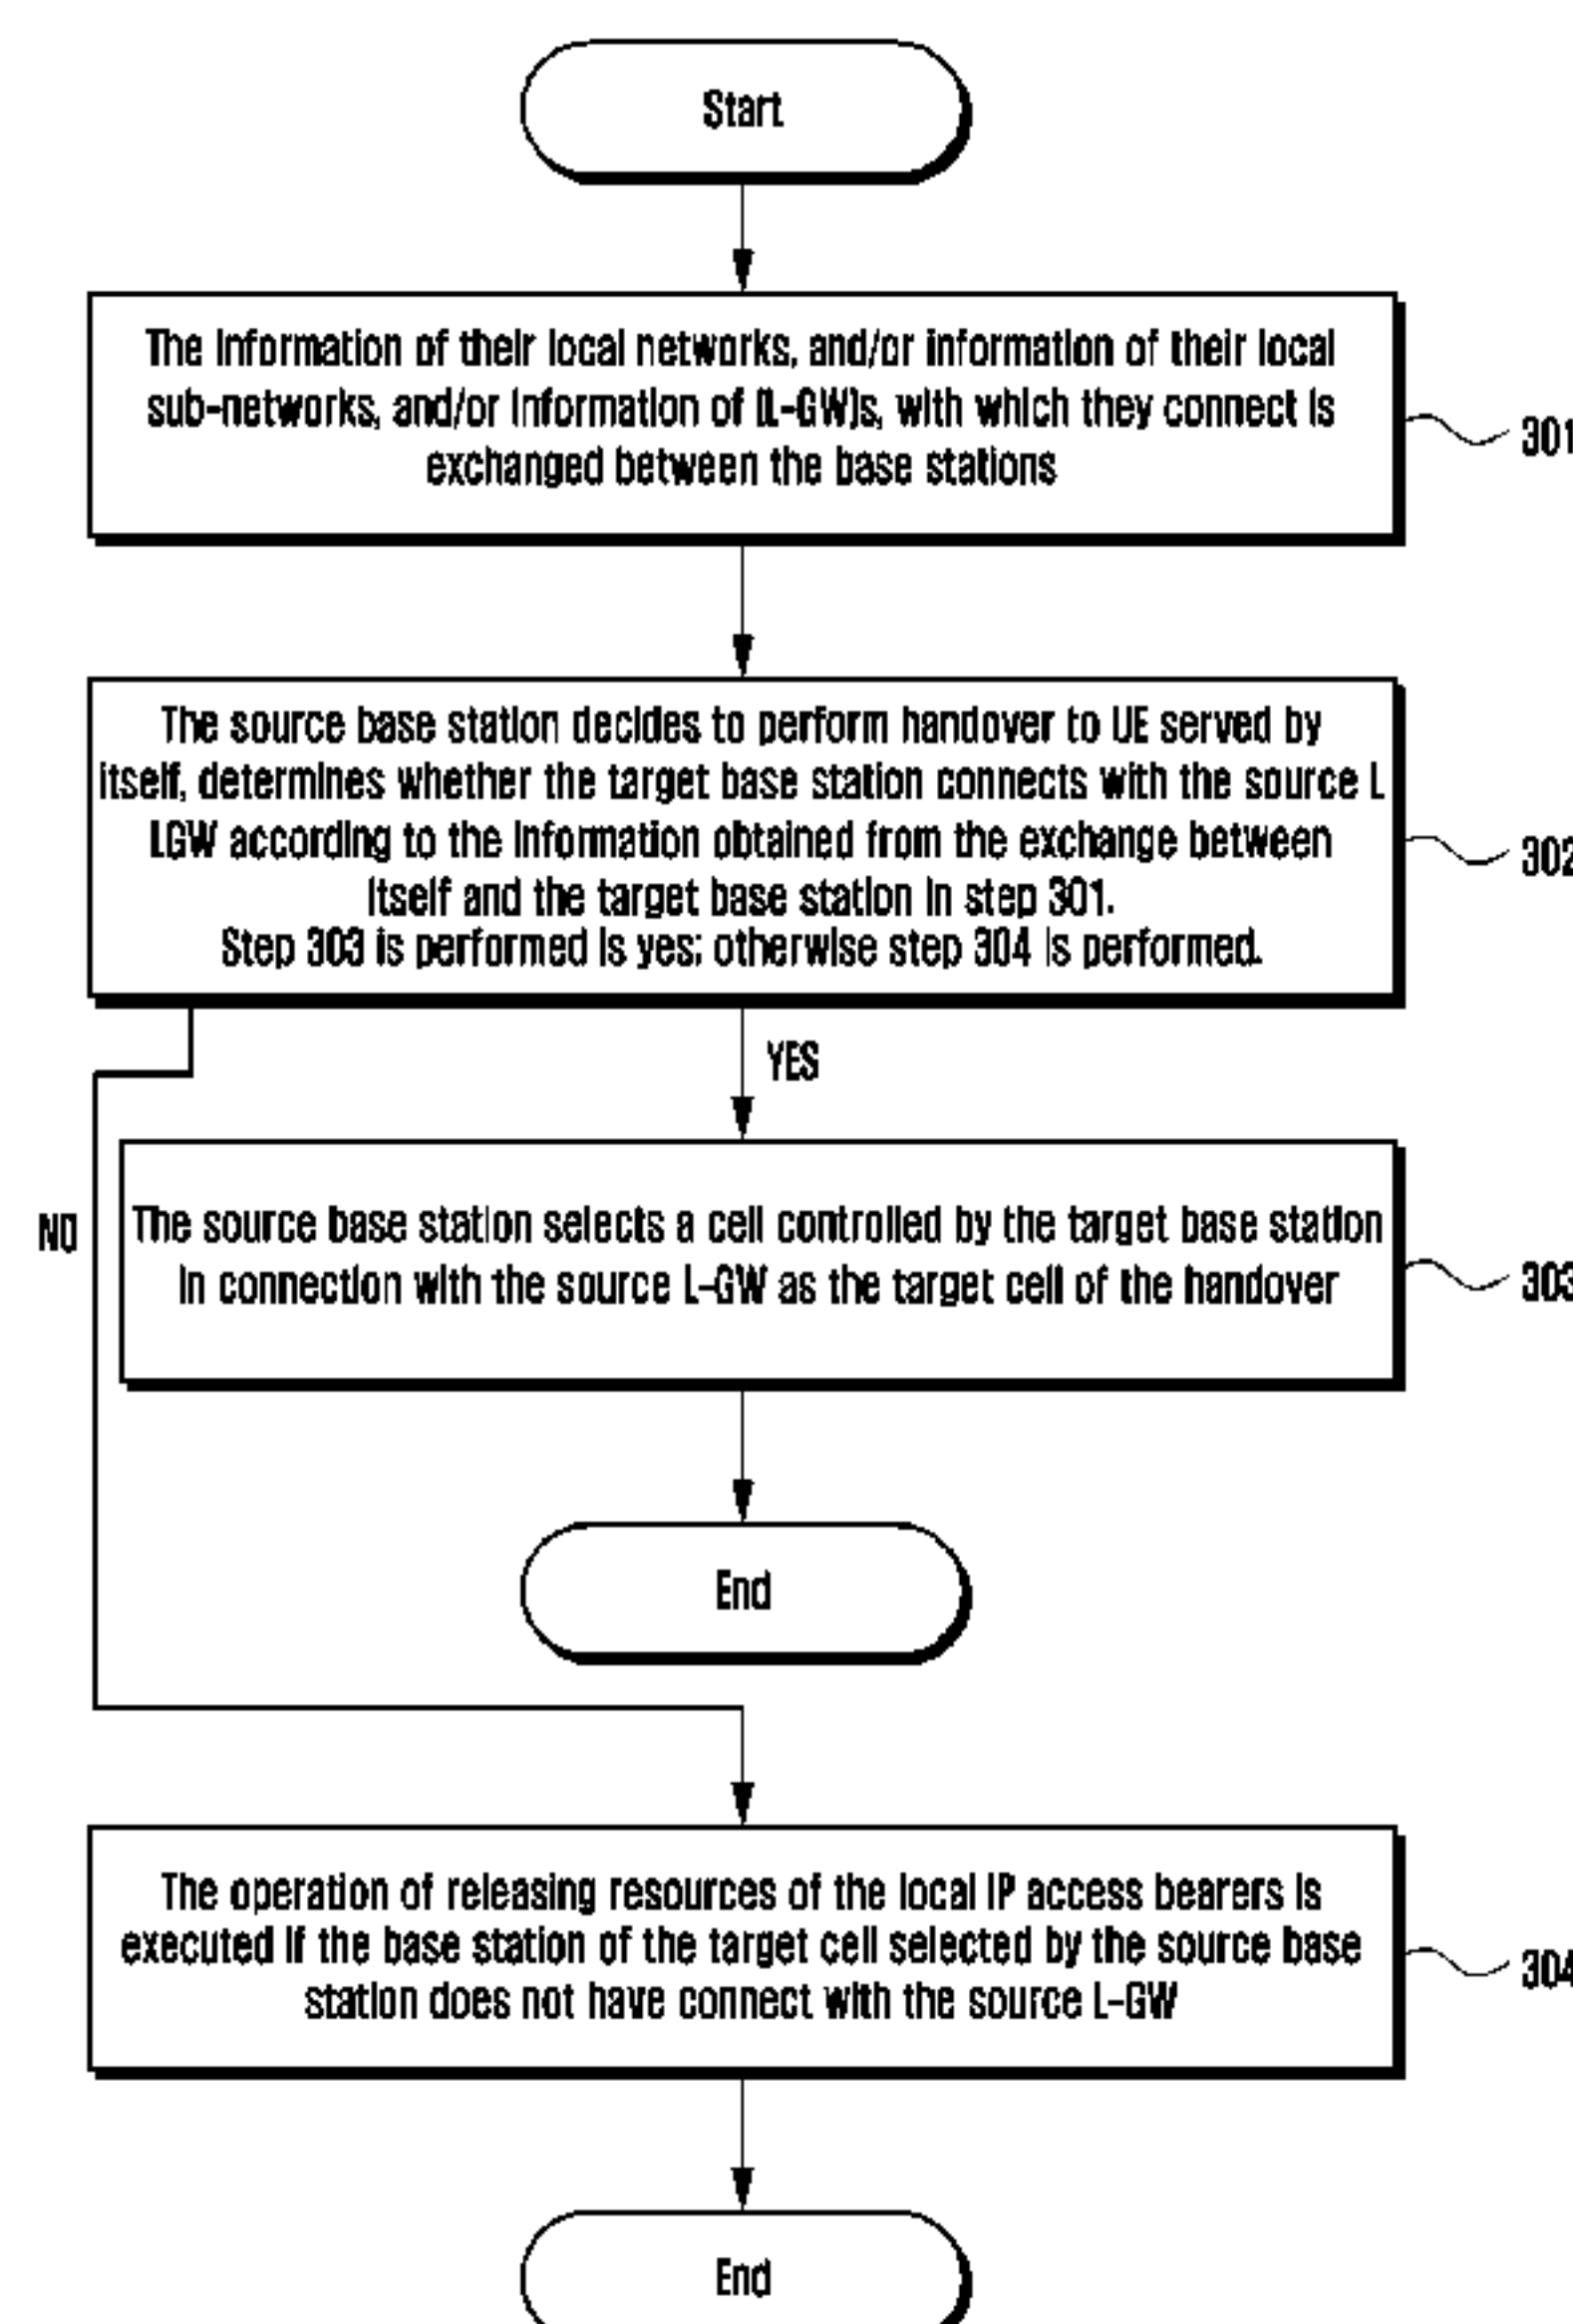 Start
The information of their local networks, and/or information of their local
sub-networks, and/or information of (L-GW)s, with which they connect is
exchanged between the base stations
301
The source base station decides to perform handover to UE served by
itself, determines whether the target base station connects with the source L
LGW according to the information obtained from the exchange between
itself and the target base station in step 301.
Step 303 is performed is yes; otherwise step 304 is performed.
302
YES
NO
The source base station selects a cell controlled by the target base station
in connection with the source L-GW as the target cell of the handover
303
End
The operation of releasing resources of the local IP access bearers is
executed if the base station of the target cell selected by the source base
station does not have connect with the source L-GW
304
End